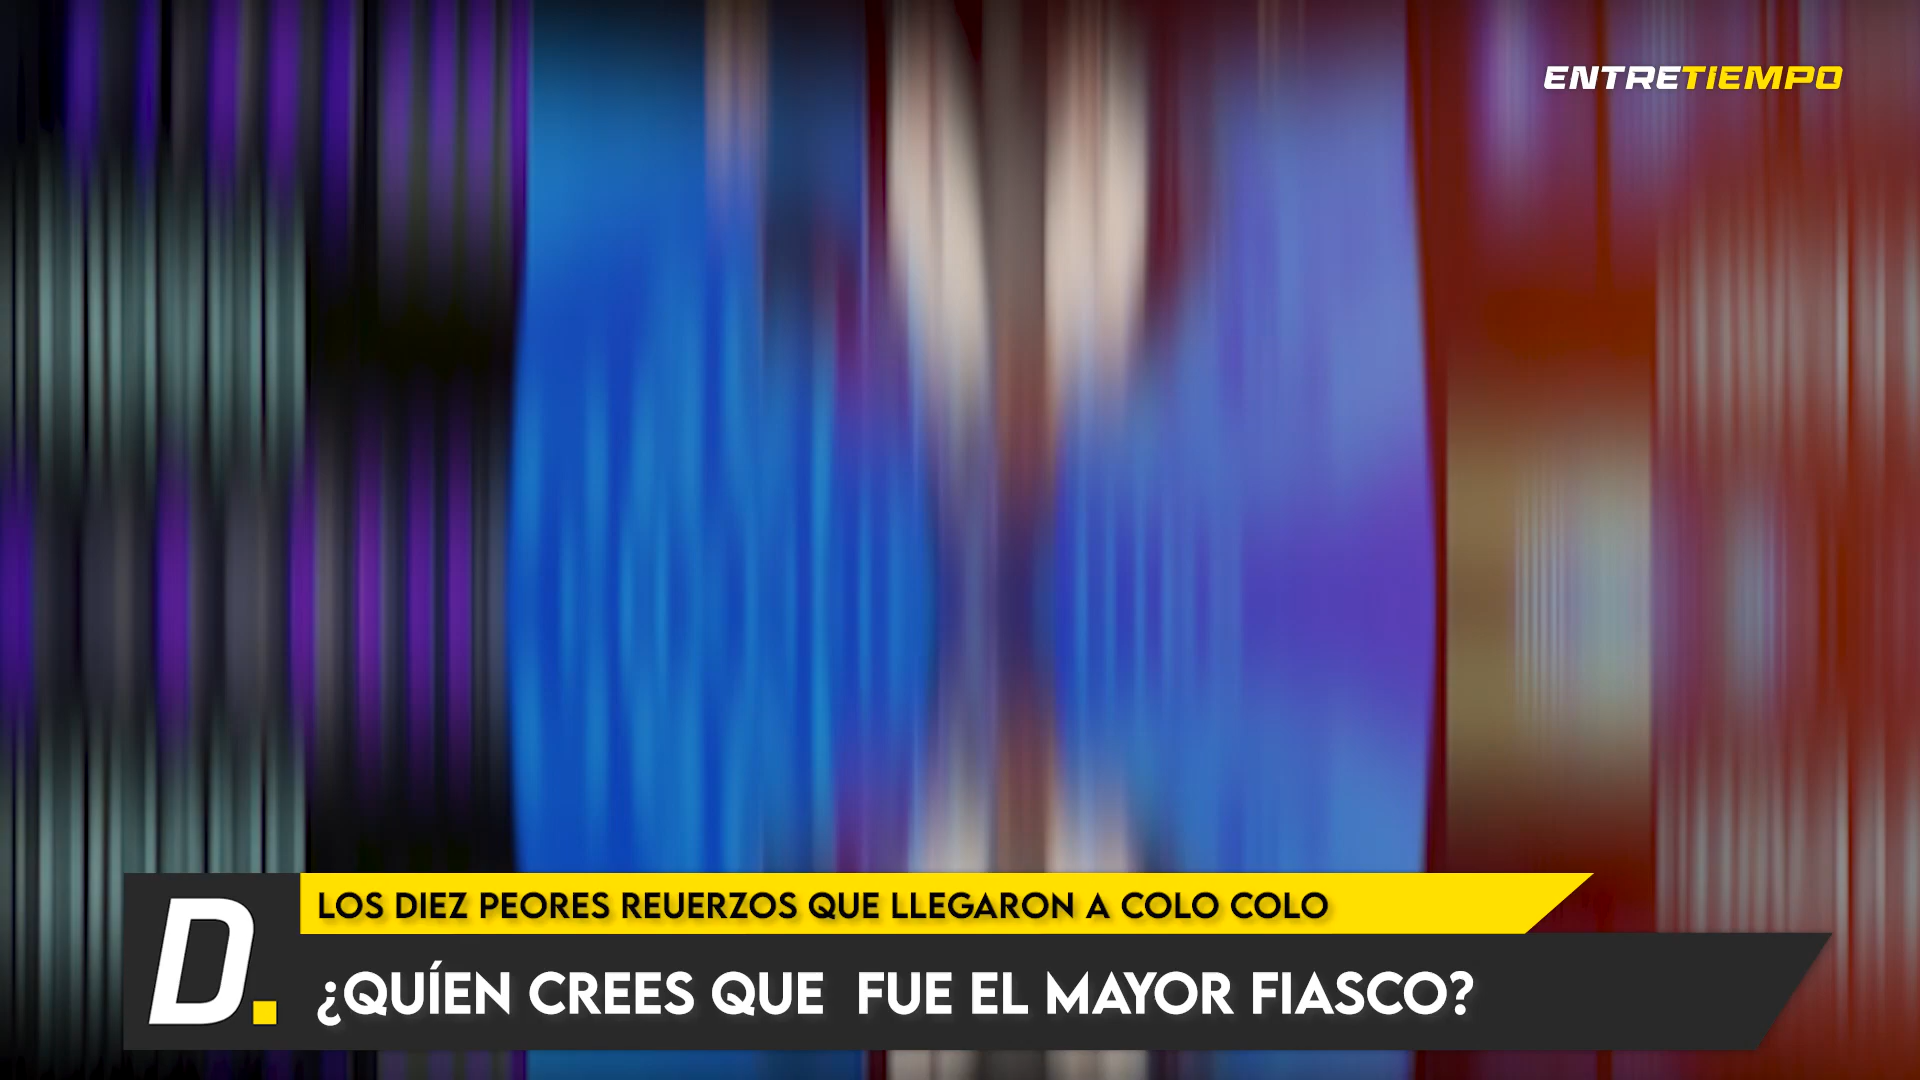 ENTRETIEMPO
LOS DIEZ PEORES REUERZOS QUE LLEGARON A COLO COLO
D.
¿QUÍEN CREES QUE  FUE EL MAYOR FIASCO?